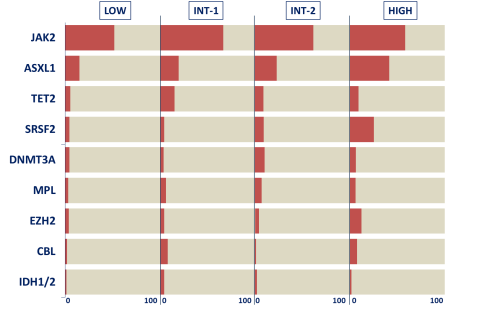 LOW INT-1 INT-2 HIGH
JAK2
ASXL1
TET2
SRSF2
DNMT3A
MPL
EZH2
CBL
IDH1/2
0 100 0 100 0 100 0 100